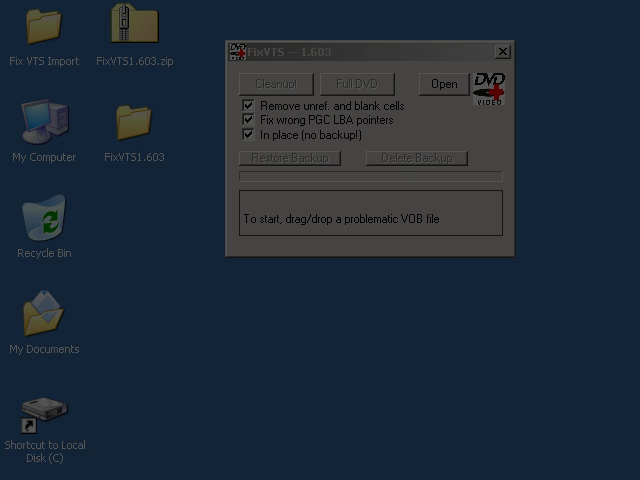 Fix VTS Import
FixVTS1.603.zip
My Computer
FixVTS1.603
Recycle Bin
My Documents
Shortcut to Local
Disk (C)
DVD
FixVTS -- 1.603
Cleanup!
Full DVD
Open
DVD
VIDEO
Remove unref. and blank cells
Fix wrong PGC LBA pointers
In place (no backup!)
Restore Backup
Delete Backup
To start, drag/drop a problematic VOB file